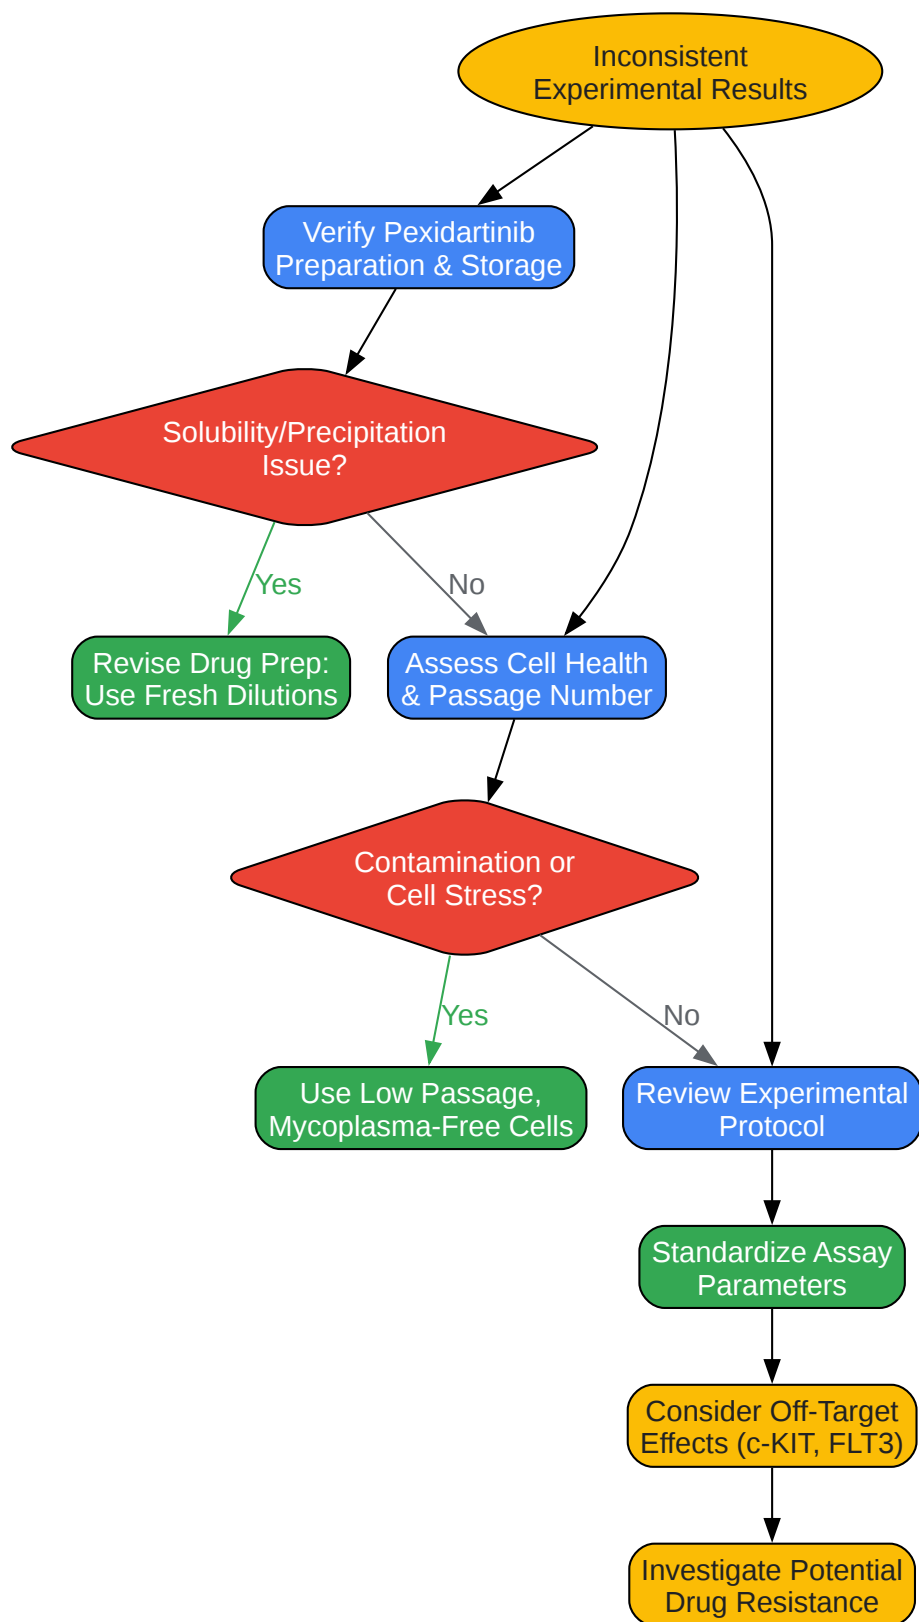 Inconsistent
Experimental Results
Verify Pexidartinib
Preparation & Storage
Solubility/Precipitation
Issue?
Yes
No
Revise Drug Prep:
Use Fresh Dilutions
Assess Cell Health
& Passage Number
Contamination or
Cell Stress?
Yes
No
Use Low Passage,
Mycoplasma-Free Cells
Review Experimental
Protocol
Standardize Assay
Parameters
Consider Off-Target
Effects (c-KIT, FLT3)
Investigate Potential
Drug Resistance